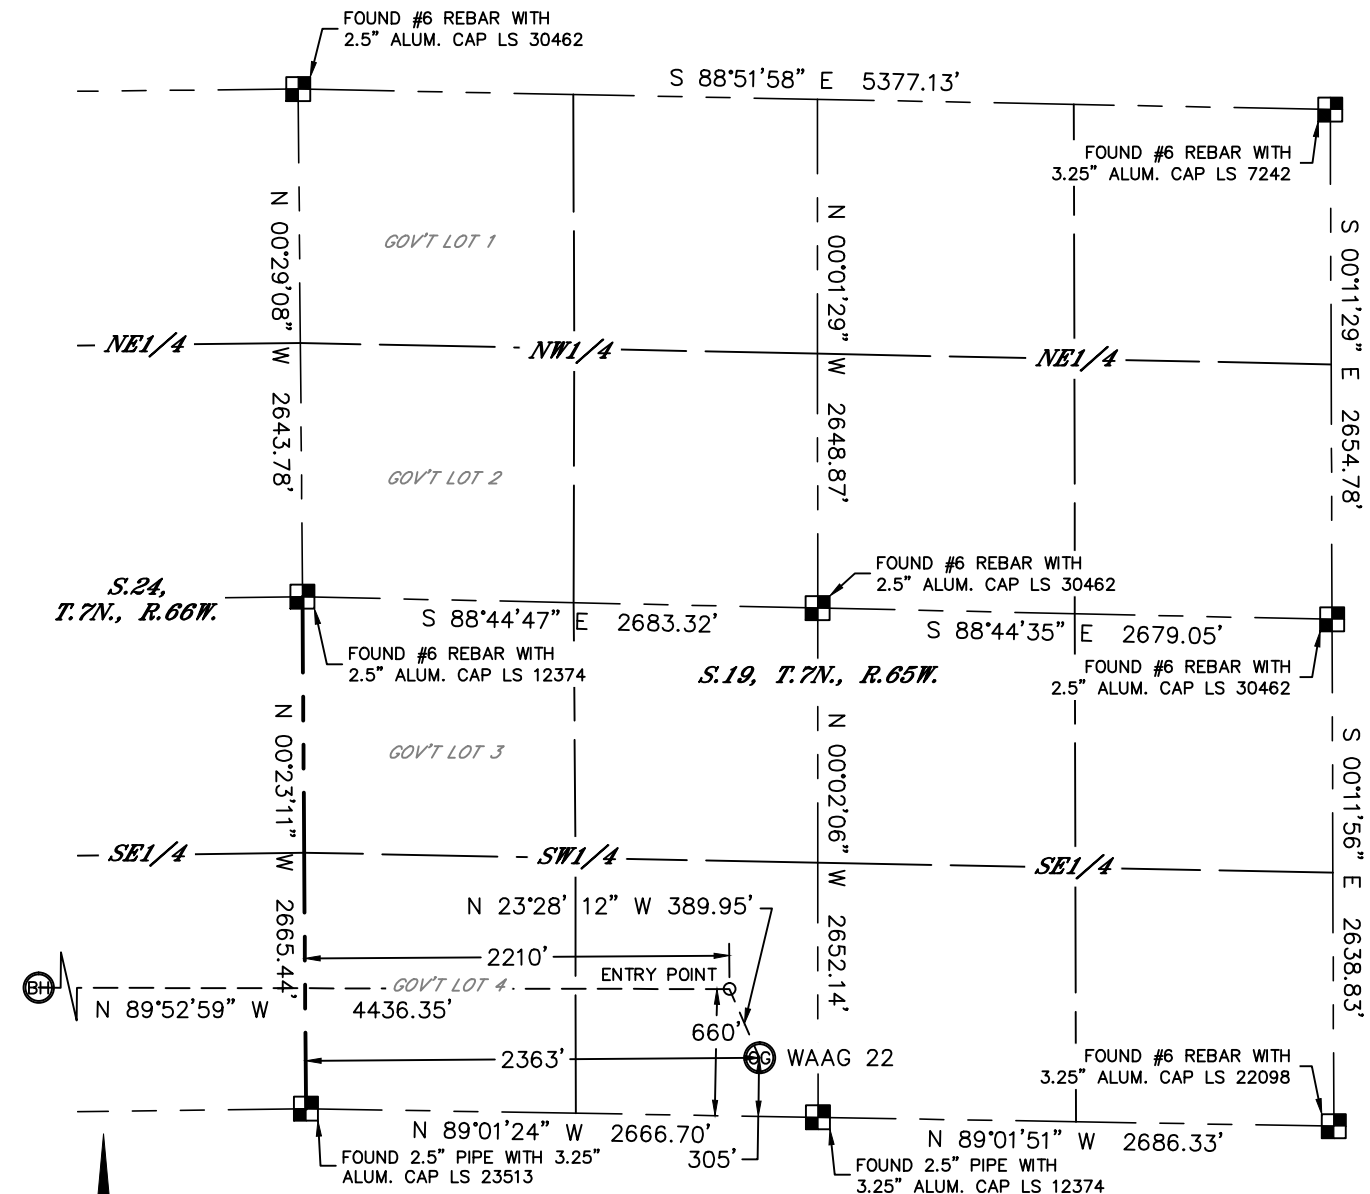 FOUND #6 REBAR WITH
2.5" ALUM. CAP LS 30462
S 88°51'58" E 5377.13'
FOUND #6 REBAR WITH
3.25" ALUM. CAP LS 7242
N 00°29'08" W 2643.78'
GOV'T LOT 1
N 00°01'29" W 2648.87'
S 00°11'29" E 2654.78'
NE1/4
NW1/4
NE1/4
GOV'T LOT 2
S.24,
T.7N., R.66W.
FOUND #6 REBAR WITH
2.5" ALUM. CAP LS 30462
S 88°44'47" E 2683.32'
S 88°44'35" E 2679.05'
FOUND #6 REBAR WITH
2.5" ALUM. CAP LS 12374
S.19, T.7N., R.65W.
FOUND #6 REBAR WITH
2.5" ALUM. CAP LS 30462
N 00°23'11" W 2665.44'
GOV'T LOT 3
N 00°02'06" W 2652.14'
S 00°11'56" E 2638.83'
SE1/4
SW1/4
SE1/4
N 23°28' 12" W 389.95'
2210'
ENTRY POINT
BH
GOV'T LOT 4
N 89°52'59" W 4436.35'
660'
2363'
OG WAAG 22
FOUND #6 REBAR WITH
3.25" ALUM. CAP LS 22098
N 89°01'24" W 2666.70'
N 89°01'51" W 2686.33'
305'
FOUND 2.5" PIPE WITH 3.25"
ALUM. CAP LS 23513
FOUND 2.5" PIPE WITH
3.25" ALUM. CAP LS 12374